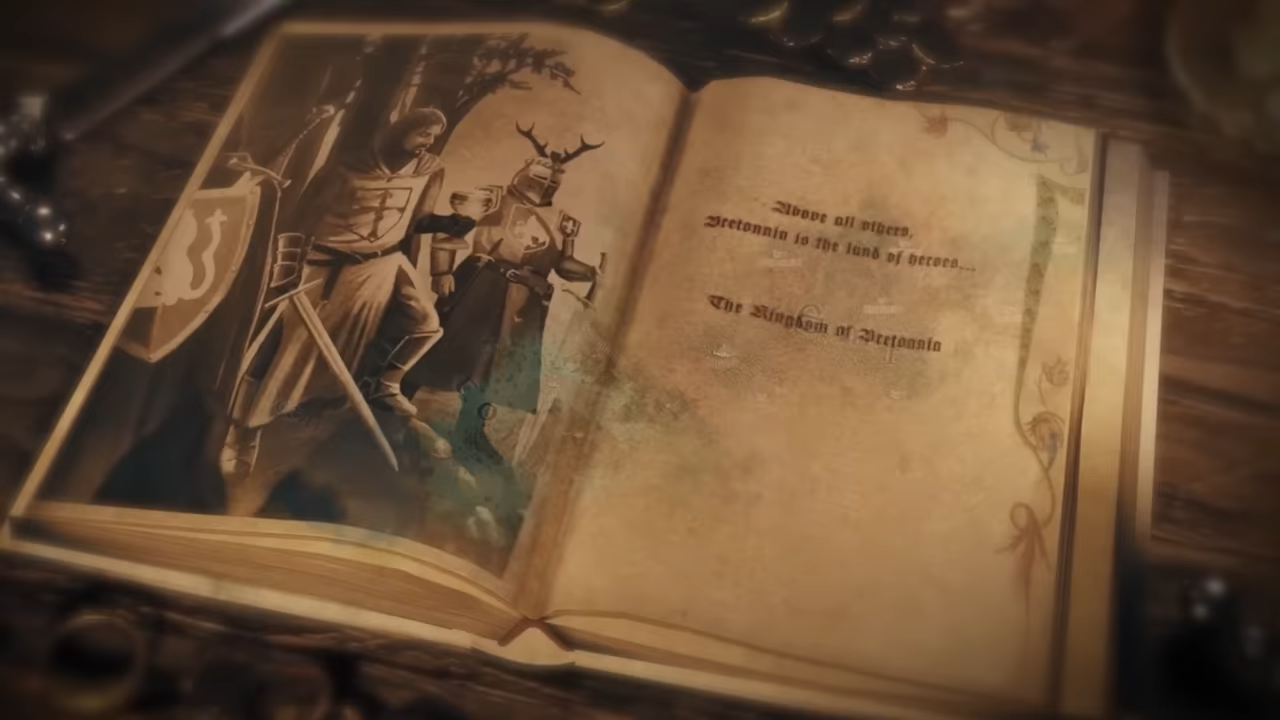 Above all others,
Bretonnia is the land of heroes...
The Kingdom of Bretonnia